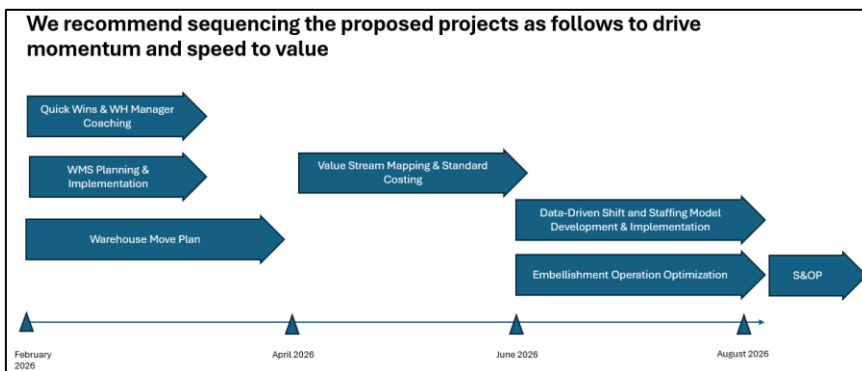 We recommend sequencing the proposed projects as follows to drive
momentum and speed to value
Quick Wins & WH Manager
Coaching
WMS Planning &
Implementation
Value Stream Mapping & Standard
Costing
Warehouse Move Plan
Data-Driven Shift and Staffing Model
Development & Implementation
Embellishment Operation Optimization
S&OP
February
2026
April 2026
June 2026
August 2026